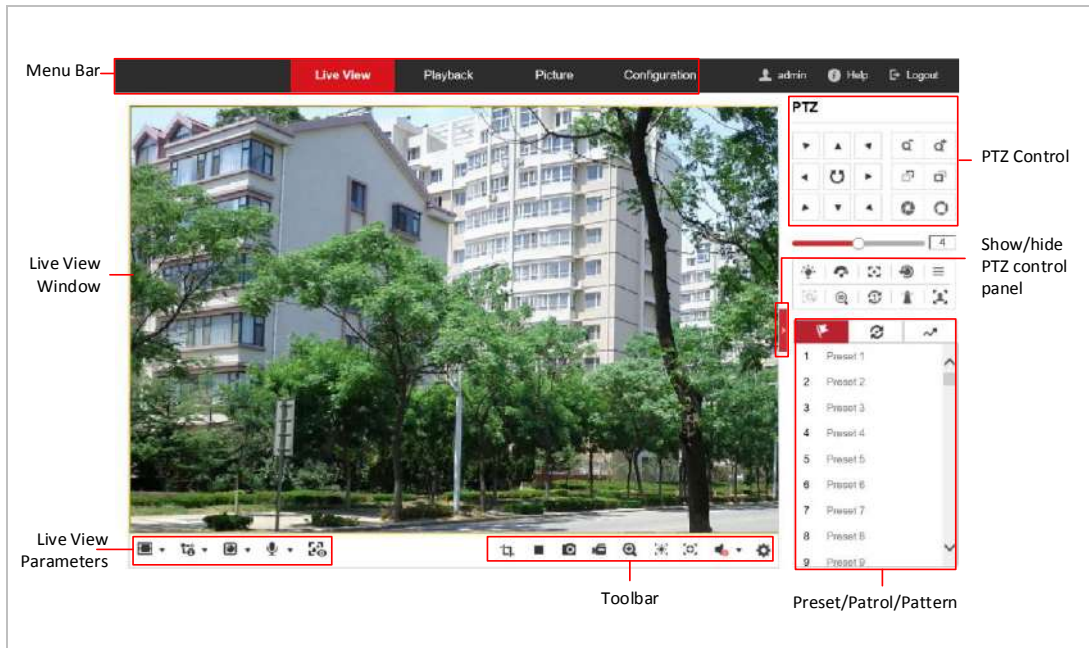 Menu Bar
Live View
Playback
Picture
Configuration
admin
Help
Logout
PTZ
PTZ Control
4
Show/hide
PTZ control
panel
Live View
Window
1 Preset 1
2 Preset 2
3 Preset 3
4 Preset 4
5 Preset 5
6 Preset 6
7 Preset 7
8 Preset 8
9 Preset 9
Live View
Parameters
Toolbar
Preset/Patrol/Pattern